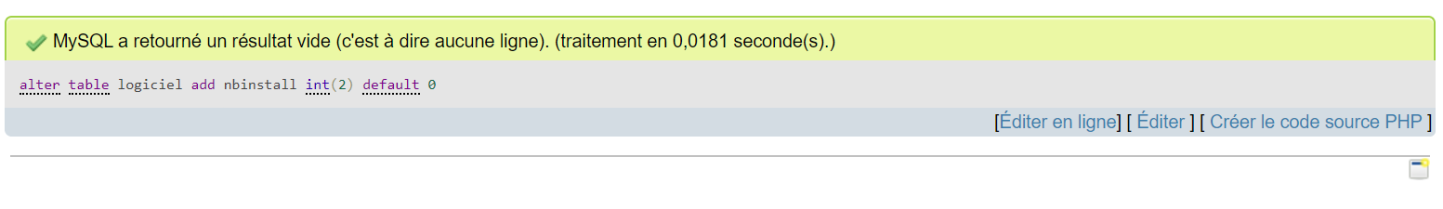 MySQL a retourné un résultat vide (c'est à dire aucune ligne). (traitement en 0,0181 seconde(s).)
alter table logiciel add nbinstall int(2) default 0
[Éditer en ligne] [ Éditer ] [ Créer le code source PHP ]